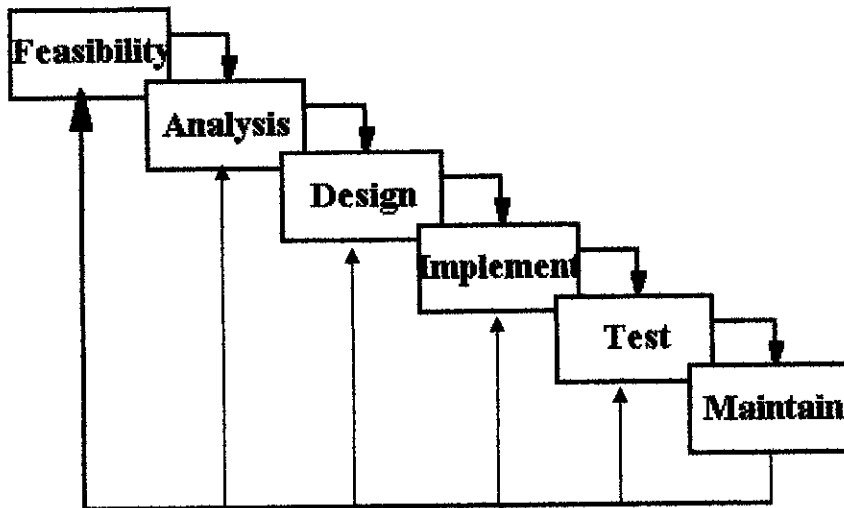 Feasibility
Analysis
Design
Implement
Test
Maintain